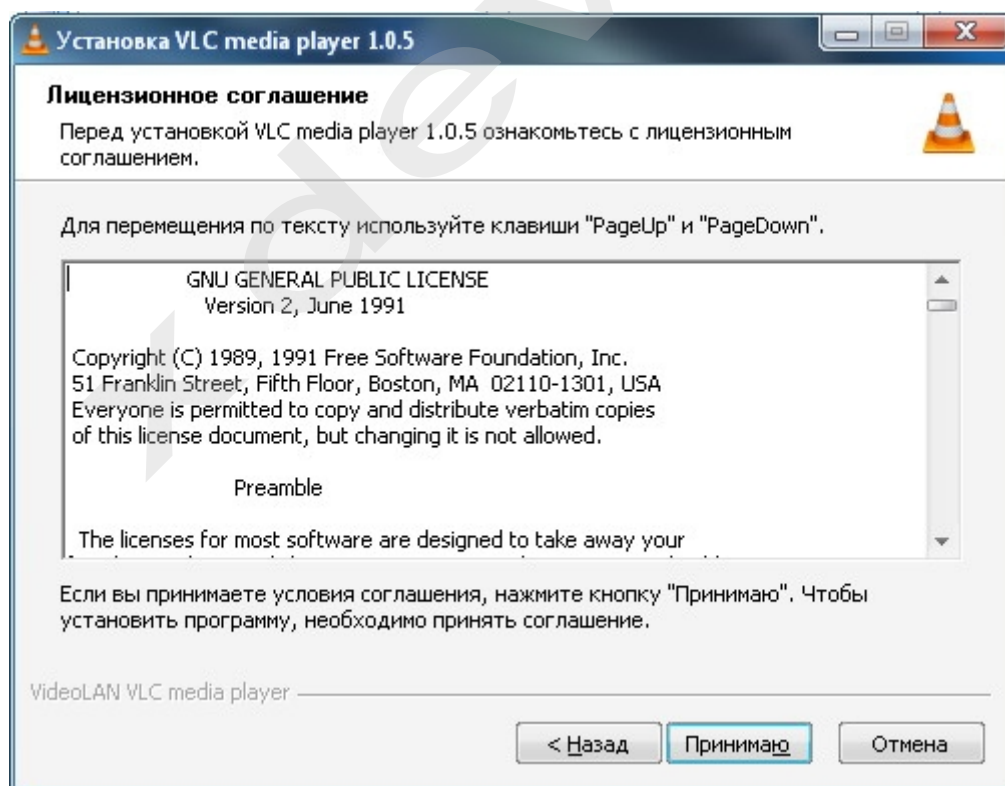 Установка VLC media player 1.0.5
Лицензионное соглашение
Перед установкой VLC media player 1.0.5 ознакомьтесь с лицензионным
соглашением.
Для перемещения по тексту используйте клавиши "PageUp" и "PageDown".
GNU GENERAL PUBLIC LICENSE
Version 2, June 1991
Copyright (C) 1989, 1991 Free Software Foundation, Inc.
51 Franklin Street, Fifth Floor, Boston, MA 02110-1301, USA
Everyone is permitted to copy and distribute verbatim copies
of this license document, but changing it is not allowed.
Preamble
The licenses for most software are designed to take away your
Если вы принимаете условия соглашения, нажмите кнопку "Принимаю". Чтобы
установить программу, необходимо принять соглашение.
VideoLAN VLC media player
< Назад Принимаю Отмена